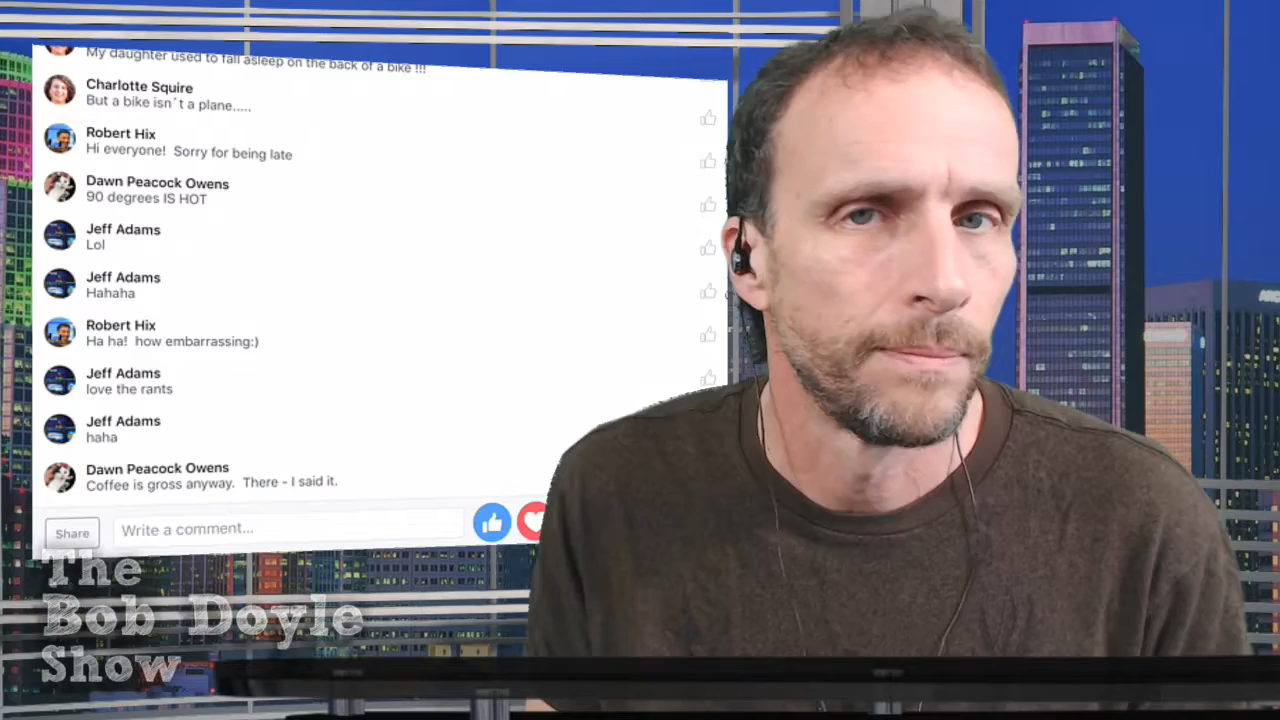 My daughter used to fall asleep on the back of a bike !!!
Charlotte Squire
But a bike isn´t a plane.....
Robert Hix
Hi everyone!  Sorry for being late
Dawn Peacock Owens
90 degrees IS HOT
Jeff Adams
Lol
Jeff Adams
Hahaha
Robert Hix
Ha ha!  how embarrassing:)
Jeff Adams
love the rants
Jeff Adams
haha
Dawn Peacock Owens
Coffee is gross anyway.  There - I said it.
Share
Write a comment...
The
Bob Doyle
Show